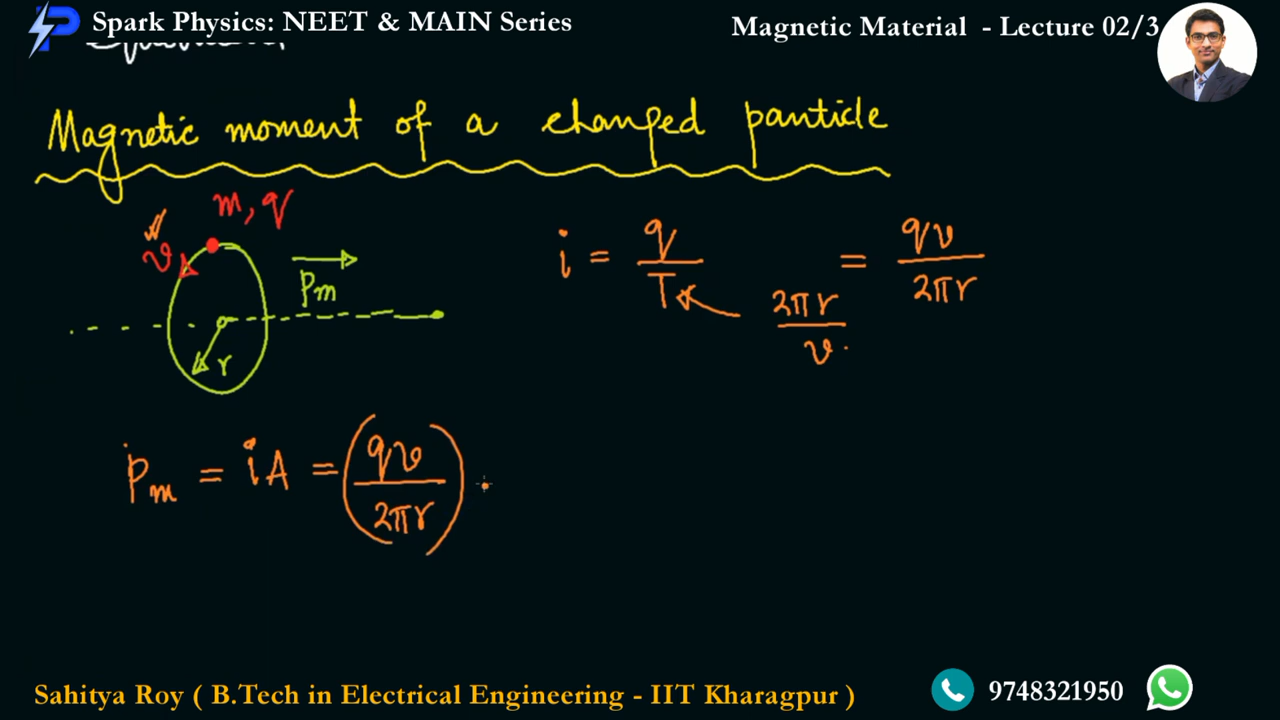 Spark Physics: NEET & MAIN Series
Magnetic Material - Lecture 02/3
Magnetic moment of a charged particle
m, q
v
Pm
r
i = q/T = qv/2πr
2πr/v
Pm = iA = (qv/2πr) .
Sahitya Roy ( B.Tech in Electrical Engineering - IIT Kharagpur )
9748321950